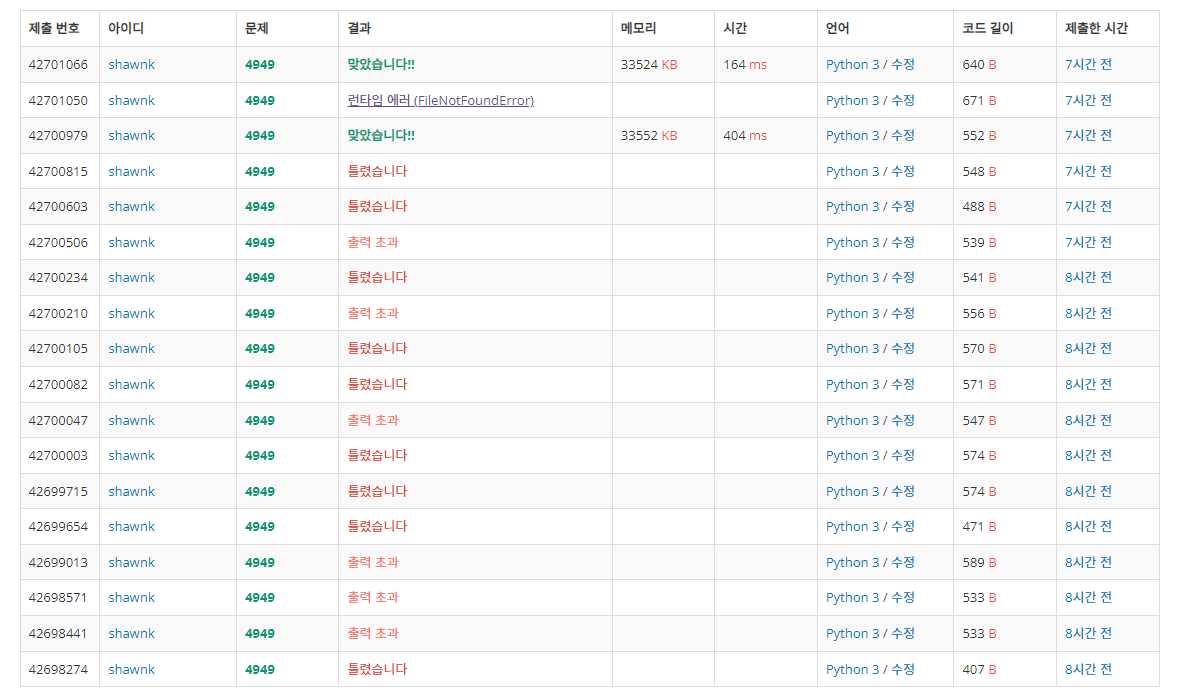 제출 번호 아이디 문제 결과 메모리 시간 언어 코드 길이 제출한 시간
42701066 shawnk 4949 맞았습니다!! 33524 KB 164 ms Python 3 / 수정 640 B 7시간 전
42701050 shawnk 4949 런타임 에러 (FileNotFoundError) Python 3 / 수정 671 B 7시간 전
42700979 shawnk 4949 맞았습니다!! 33552 KB 404 ms Python 3 / 수정 552 B 7시간 전
42700815 shawnk 4949 틀렸습니다 Python 3 / 수정 548 B 7시간 전
42700603 shawnk 4949 틀렸습니다 Python 3 / 수정 488 B 7시간 전
42700506 shawnk 4949 출력 초과 Python 3 / 수정 539 B 7시간 전
42700234 shawnk 4949 틀렸습니다 Python 3 / 수정 541 B 8시간 전
42700210 shawnk 4949 출력 초과 Python 3 / 수정 556 B 8시간 전
42700105 shawnk 4949 틀렸습니다 Python 3 / 수정 570 B 8시간 전
42700082 shawnk 4949 틀렸습니다 Python 3 / 수정 571 B 8시간 전
42700047 shawnk 4949 출력 초과 Python 3 / 수정 547 B 8시간 전
42700003 shawnk 4949 틀렸습니다 Python 3 / 수정 574 B 8시간 전
42699715 shawnk 4949 틀렸습니다 Python 3 / 수정 574 B 8시간 전
42699654 shawnk 4949 틀렸습니다 Python 3 / 수정 471 B 8시간 전
42699013 shawnk 4949 출력 초과 Python 3 / 수정 589 B 8시간 전
42698571 shawnk 4949 출력 초과 Python 3 / 수정 533 B 8시간 전
42698441 shawnk 4949 출력 초과 Python 3 / 수정 533 B 8시간 전
42698274 shawnk 4949 틀렸습니다 Python 3 / 수정 407 B 8시간 전